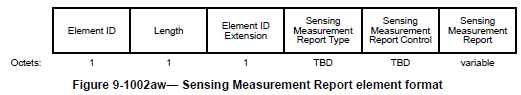 Element ID
Length
Element ID
Extension
Sensing
Measurement
Report Type
Sensing
Measurement
Report Control
Sensing
Measurement
Report
Octets: 1 1 1 TBD TBD variable
Figure 9-1002aw— Sensing Measurement Report element format